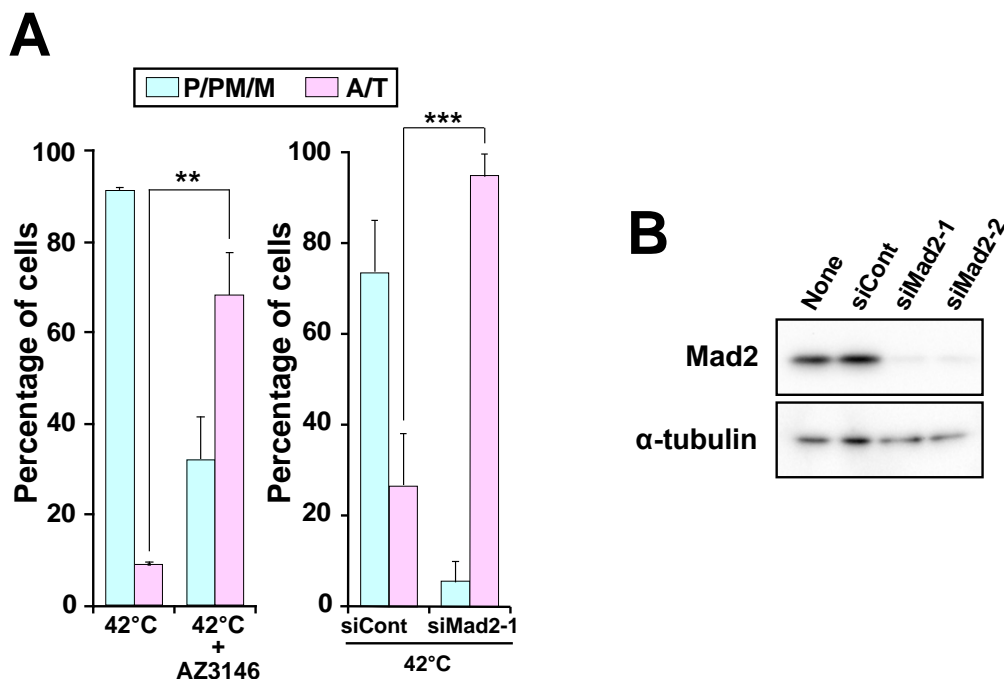 A
P/PM/M A/T
Percentage of cells
100
80
60
40
20
0
**
42°C
42°C
+
AZ3146
Percentage of cells
100
80
60
40
20
0
***
siCont siMad2-1
42°C
B
None siCont siMad2-1 siMad2-2
Mad2
α-tubulin